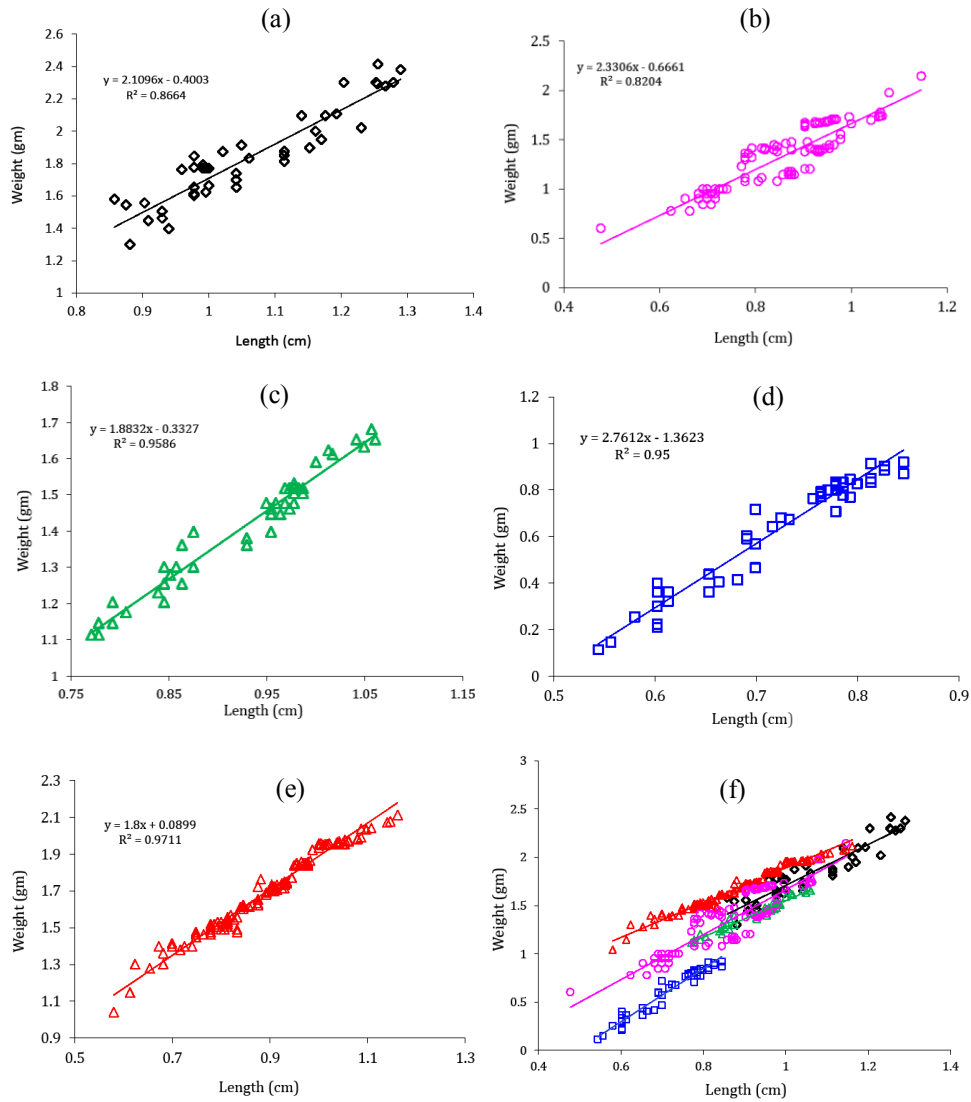 (a)
y = 2.1096x - 0.4003
R² = 0.8664
Weight (gm)
2.6
2.4
2.2
2
1.8
1.6
1.4
1.2
1
0.8 0.9 1 1.1 1.2 1.3 1.4
Length (cm)
(b)
y = 2.3306x - 0.6661
R² = 0.8204
Weight (gm)
2.5
2
1.5
1
0.5
0
0.4 0.6 0.8 1 1.2
Length (cm)
(c)
y = 1.8832x - 0.3327
R² = 0.9586
Weight (gm)
1.8
1.7
1.6
1.5
1.4
1.3
1.2
1.1
1
0.75 0.85 0.95 1.05 1.15
Length (cm)
(d)
y = 2.7612x - 1.3623
R² = 0.95
Weight (gm)
1.2
1
0.8
0.6
0.4
0.2
0
0.5 0.6 0.7 0.8 0.9
Length (cm)
(e)
y = 1.8x + 0.0899
R² = 0.9711
Weight (gm)
2.3
2.1
1.9
1.7
1.5
1.3
1.1
0.9
0.5 0.7 0.9 1.1 1.3
Length (cm)
(f)
Weight (gm)
3
2.5
2
1.5
1
0.5
0
0.4 0.6 0.8 1 1.2 1.4
Length (cm)